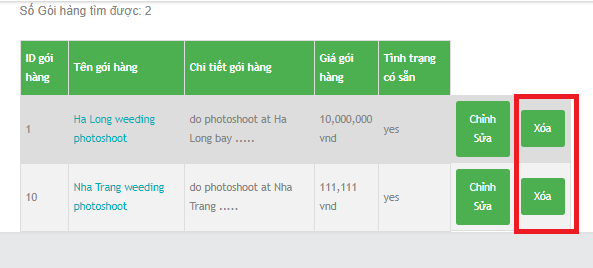 Số Gói hàng tìm được: 2
ID gói hàng
Tên gói hàng
Chi tiết gói hàng
Giá gói hàng
Tình trạng có sẵn
1
Ha Long weeding
photoshoot
do photoshoot at Ha
Long bay .....
10,000,000
vnd
yes
Chỉnh
Sửa
Xóa
10
Nha Trang weeding
photoshoot
do photoshoot at Nha
Trang .....
111,111
vnd
yes
Chỉnh
Sửa
Xóa